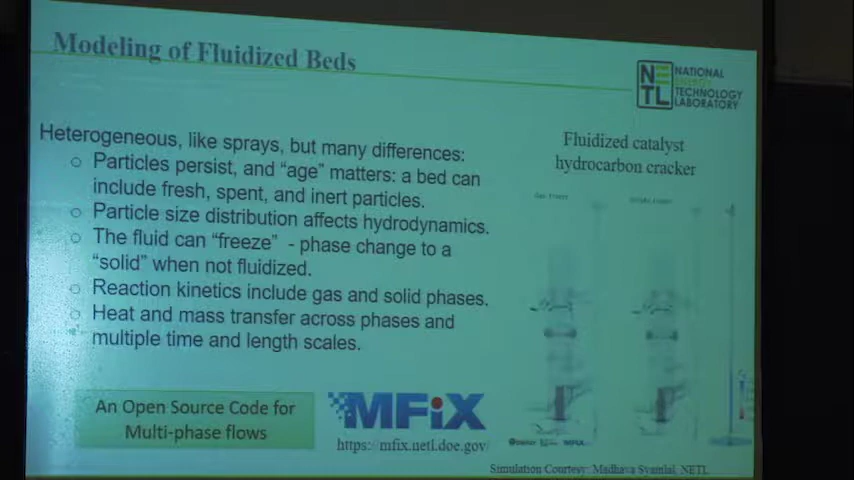 Modeling of Fluidized Beds
NETL NATIONAL
ENERGY
TECHNOLOGY
LABORATORY
Heterogeneous, like sprays, but many differences:
○ Particles persist, and “age” matters: a bed can
include fresh, spent, and inert particles.
○ Particle size distribution affects hydrodynamics.
○ The fluid can “freeze” - phase change to a
“solid” when not fluidized.
○ Reaction kinetics include gas and solid phases.
○ Heat and mass transfer across phases and
multiple time and length scales.
Fluidized catalyst
hydrocarbon cracker
An Open Source Code for
Multi-phase flows
MFiX
https://mfix.netl.doe.gov/
Simulation Courtesy: Madhava Syamlal, NETL